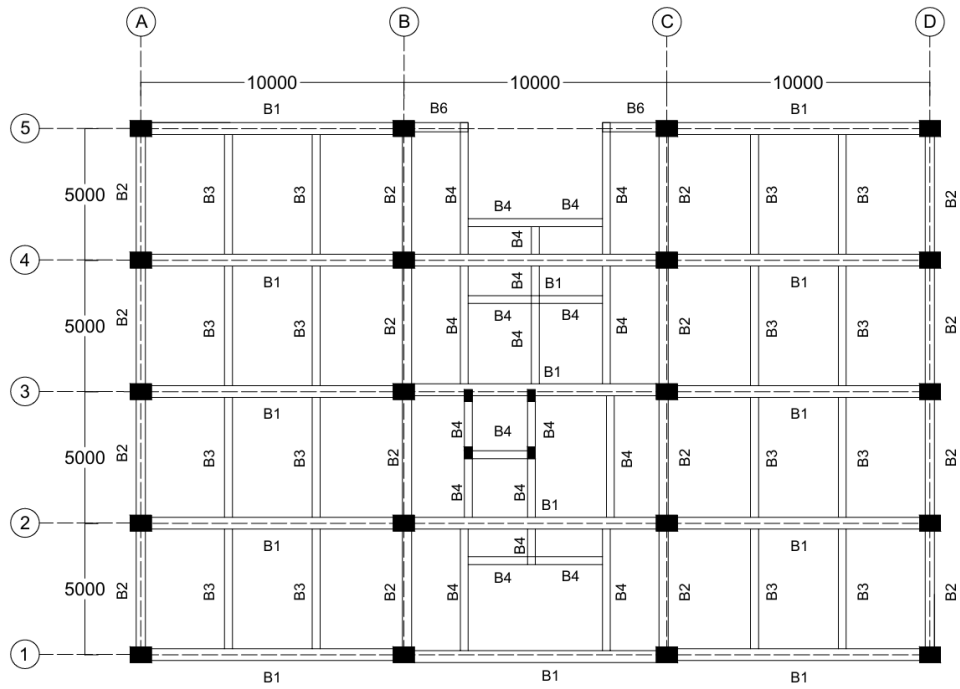 A B C D
10000 10000 10000
B1 B6 B6 B1
5
5000 B2 B3 B3 B2 B4 B4 B2 B3 B3 B2
B4 B4
B4
4
B1 B4 B1 B1
5000 B2 B3 B3 B2 B4 B4 B4 B4 B2 B3 B3 B2
B4
B1
3
B1 B1
5000 B2 B3 B3 B2 B4 B4 B4 B4 B2 B3 B3 B2
B4 B4 B1
2
B1 B4 B1
5000 B2 B3 B3 B2 B4 B4 B4 B4 B2 B3 B3 B2
1
B1 B1 B1